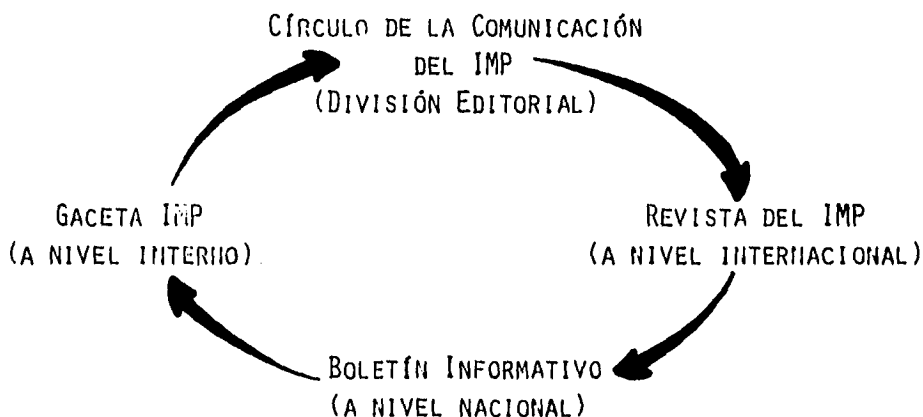 CÍRCULO DE LA COMUNICACIÓN
DEL IMP
(DIVISIÓN EDITORIAL)
GACETA IMP
(A NIVEL INTERNO)
REVISTA DEL IMP
(A NIVEL INTERNACIONAL)
BOLETÍN INFORMATIVO
(A NIVEL NACIONAL)